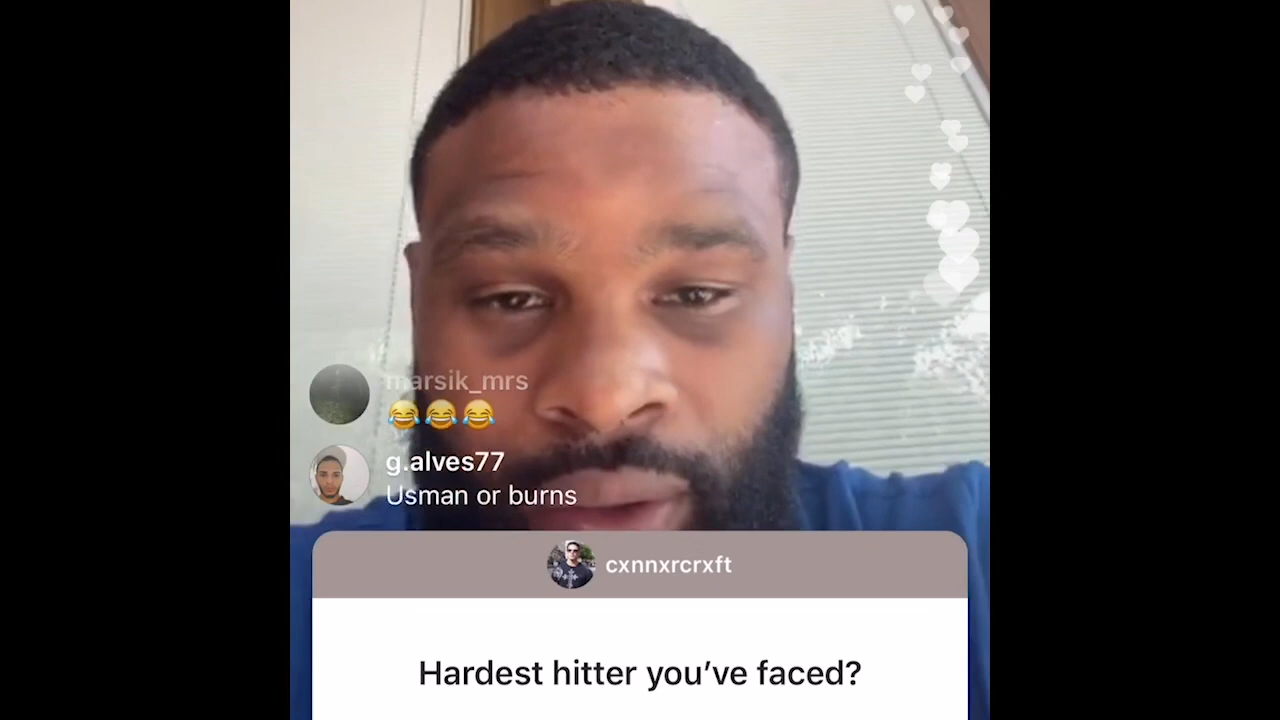 marsik_mrs
😂😂😂
g.alves77
Usman or burns
cxnnxrcrxft
Hardest hitter you’ve faced?